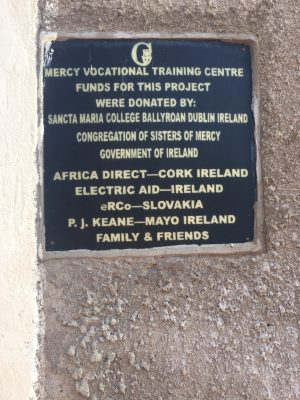 G
MERCY VOCATIONAL TRAINING CENTRE
FUNDS FOR THIS PROJECT
WERE DONATED BY:
SANCTA MARIA COLLEGE BALLYROAN DUBLIN IRELAND
CONGREGATION OF SISTERS OF MERCY
GOVERNMENT OF IRELAND
AFRICA DIRECT—CORK IRELAND
ELECTRIC AID—IRELAND
eRCo—SLOVAKIA
P. J. KEANE—MAYO IRELAND
FAMILY & FRIENDS